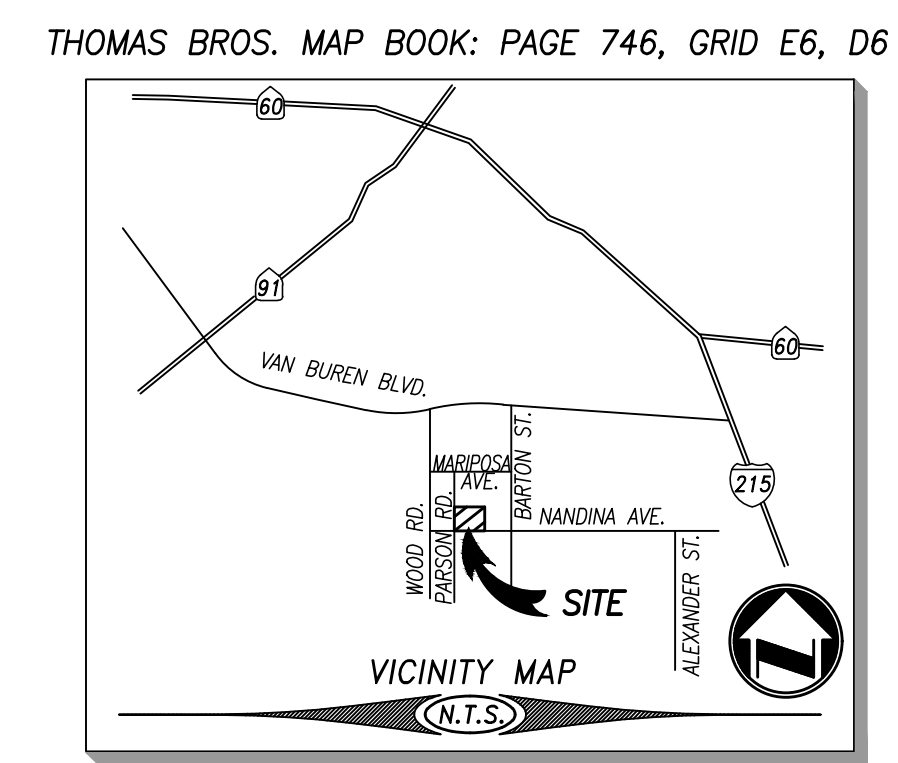 THOMAS BROS. MAP BOOK: PAGE 746, GRID E6, D6
60
91
60
VAN BUREN BLVD.
MARIPOSA
AVE.
BARTON ST.
215
WOOD RD.
PARSON RD.
NANDINA AVE.
ALEXANDER ST.
SITE
N
VICINITY MAP
N.T.S.